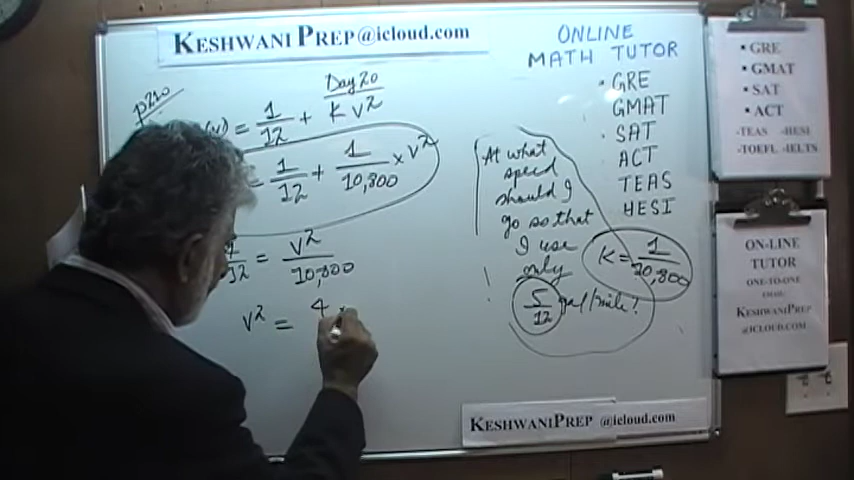 KESHWANI PREP@icloud.com
Day 20
p210
(v) = 1/12 + K v²
= 1/12 + 1/10,800 × v²
4/12 = v²/10,800
v² = 4
At what
speed
should I
go so that
I use
only
5/12 gal/mile?
K = 1/10,800
ONLINE
MATH TUTOR
• GRE
GMAT
• SAT
ACT
TEAS
HESI
• GRE
• GMAT
• SAT
• ACT
-TEAS -HESI
-TOEFL -IELTS
ON-LINE
TUTOR
ONE-TO-ONE
EMAIL
KESHWANIPREP
@ICLOUD.COM
KESHWANIPREP @icloud.com